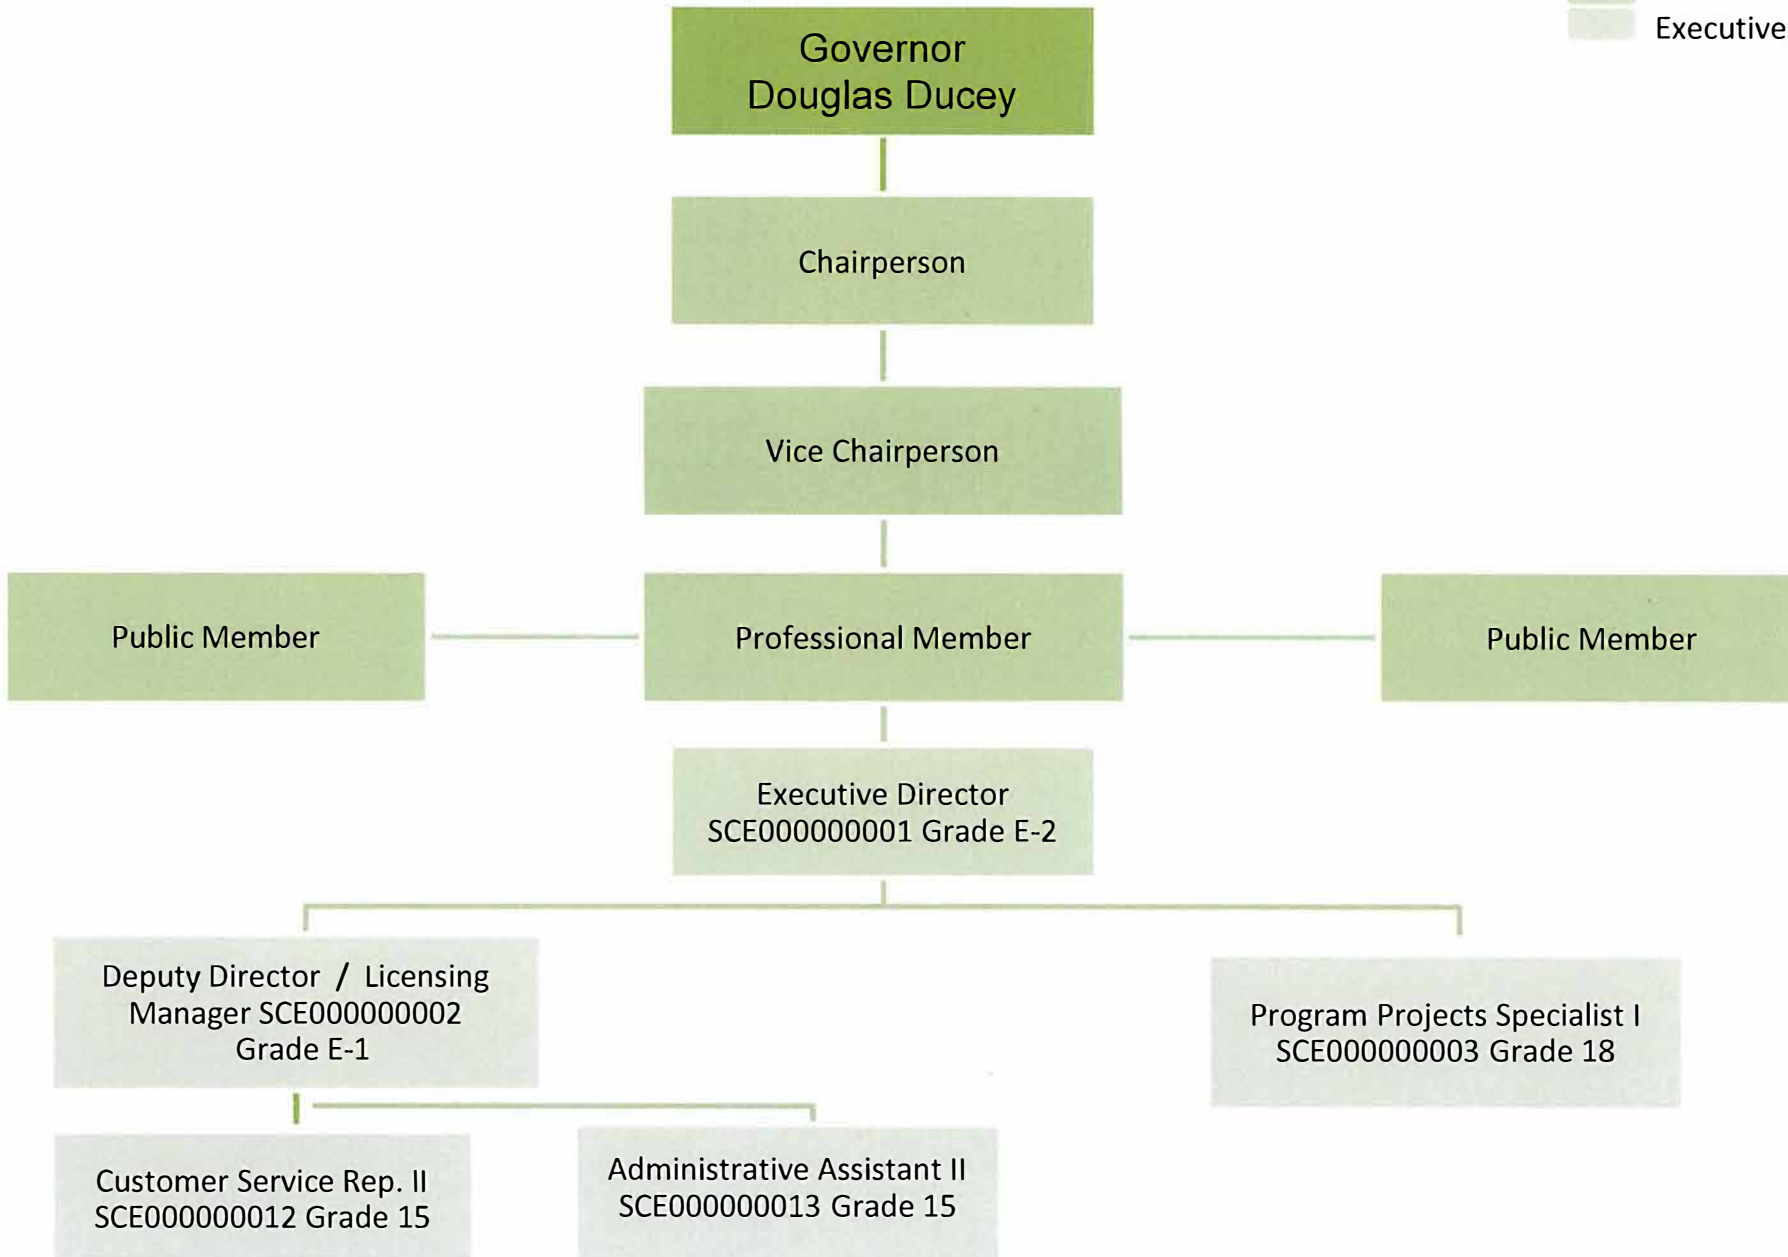 Executive
Governor
Douglas Ducey
Chairperson
Vice Chairperson
Public Member
Professional Member
Public Member
Executive Director
SCE000000001 Grade E-2
Deputy Director / Licensing
Manager SCE000000002
Grade E-1
Program Projects Specialist I
SCE000000003 Grade 18
Customer Service Rep. II
SCE000000012 Grade 15
Administrative Assistant II
SCE000000013 Grade 15